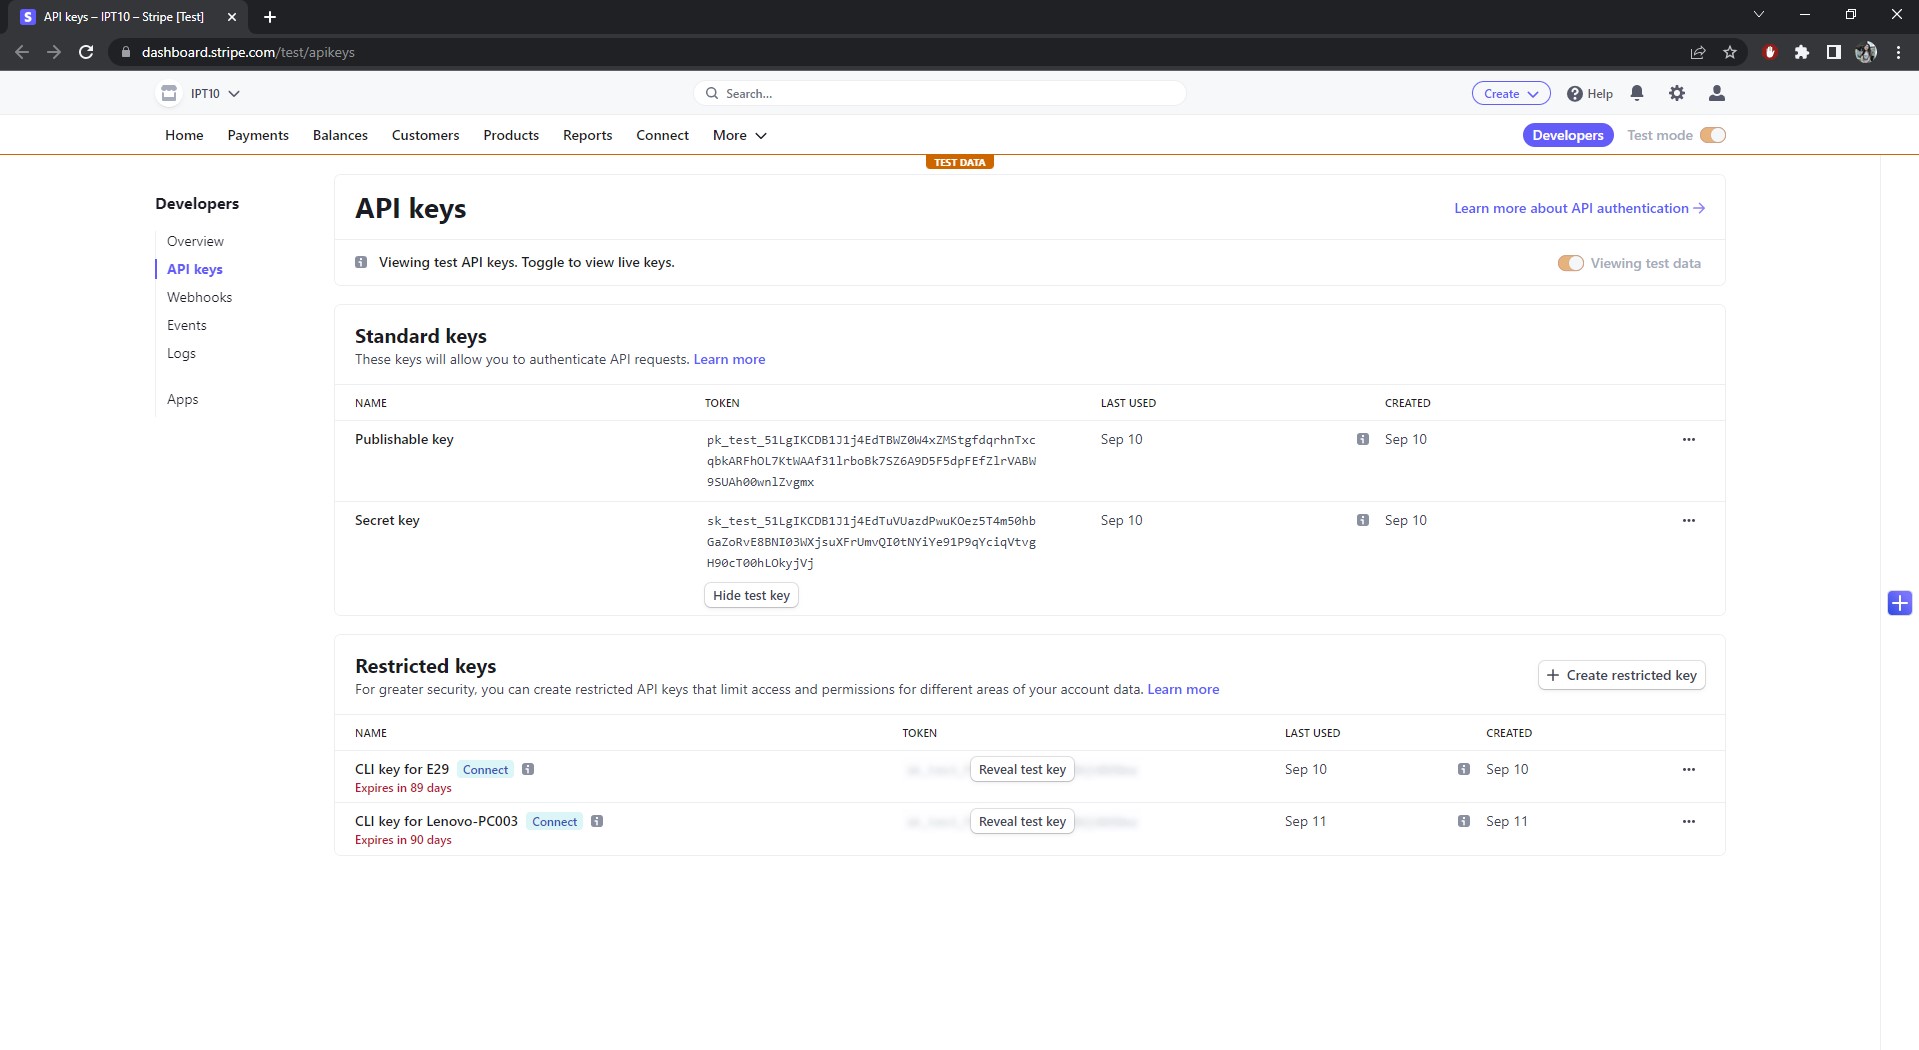 API keys – IPT10 – Stripe [Test]
dashboard.stripe.com/test/apikeys
IPT10
Search...
Create
Help
Home Payments Balances Customers Products Reports Connect More
Developers
Test mode
TEST DATA
Developers
Overview
API keys
Webhooks
Events
Logs
Apps
API keys
Learn more about API authentication →
Viewing test API keys. Toggle to view live keys.
Viewing test data
Standard keys
These keys will allow you to authenticate API requests. Learn more
NAME TOKEN LAST USED CREATED
Publishable key pk_test_51LgIKCDB1J1j4EdTBWZ0W4xZMStgfdqrhnTxc Sep 10 Sep 10
qbkARFhOL7KtWAAf31lrboBk7SZ6A9D5F5dpFEfZlrVABW
9SUAh00wnlZvgmx
Secret key sk_test_51LgIKCDB1J1j4EdTuVUazdPwuKOez5T4m50hb Sep 10 Sep 10
GaZoRvE8BNI03WXjsuXFrUmvQI0tNYiYe91P9qYciqVtvg
H90cT00hLOkyjVj
Hide test key
Restricted keys
For greater security, you can create restricted API keys that limit access and permissions for different areas of your account data. Learn more
+ Create restricted key
NAME TOKEN LAST USED CREATED
CLI key for E29 Connect Reveal test key Sep 10 Sep 10
Expires in 89 days
CLI key for Lenovo-PC003 Connect Reveal test key Sep 11 Sep 11
Expires in 90 days